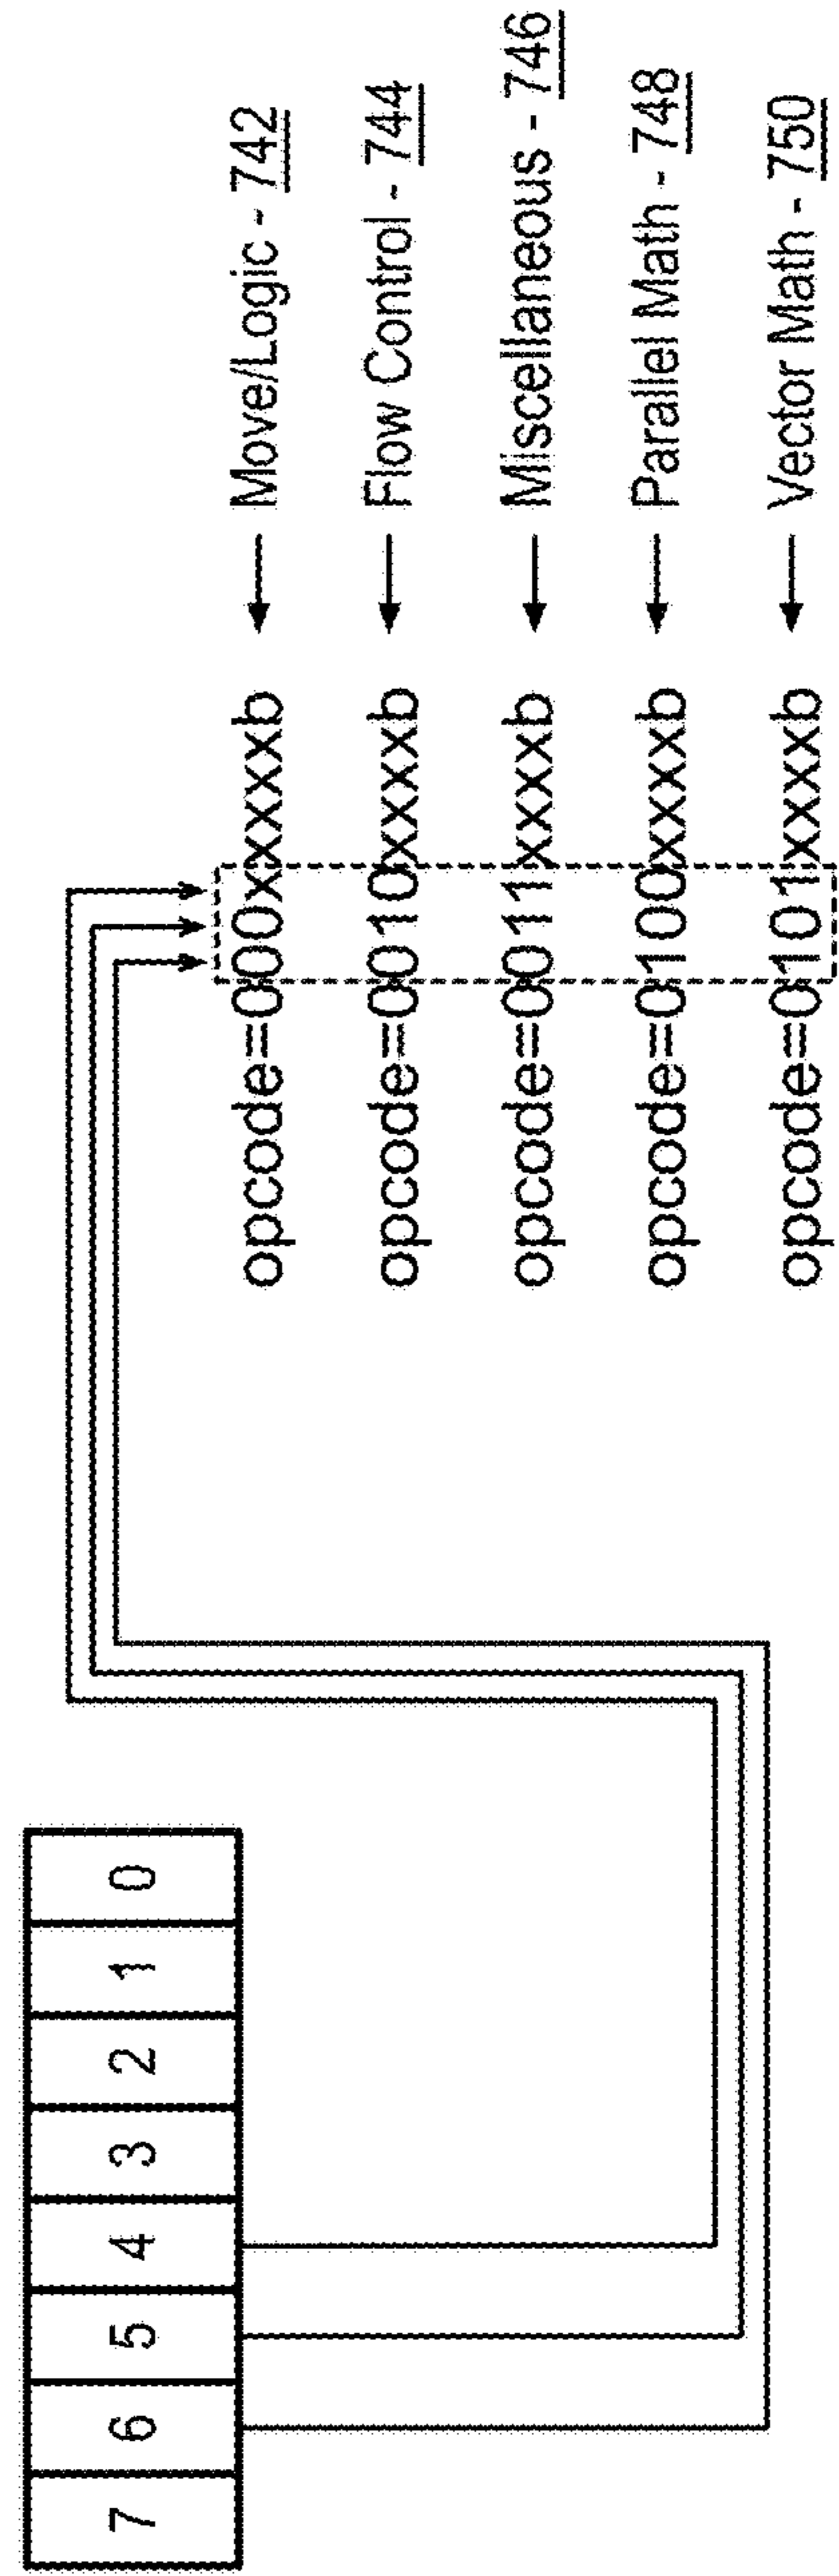 7 6 5 4 3 2 1 0
opcode=000xxxxxb ← Move/Logic - 742
opcode=0010xxxxb ← Flow Control - 744
opcode=0011xxxxb ← Miscellaneous - 746
opcode=0100xxxxb ← Parallel Math - 748
opcode=0101xxxxb ← Vector Math - 750